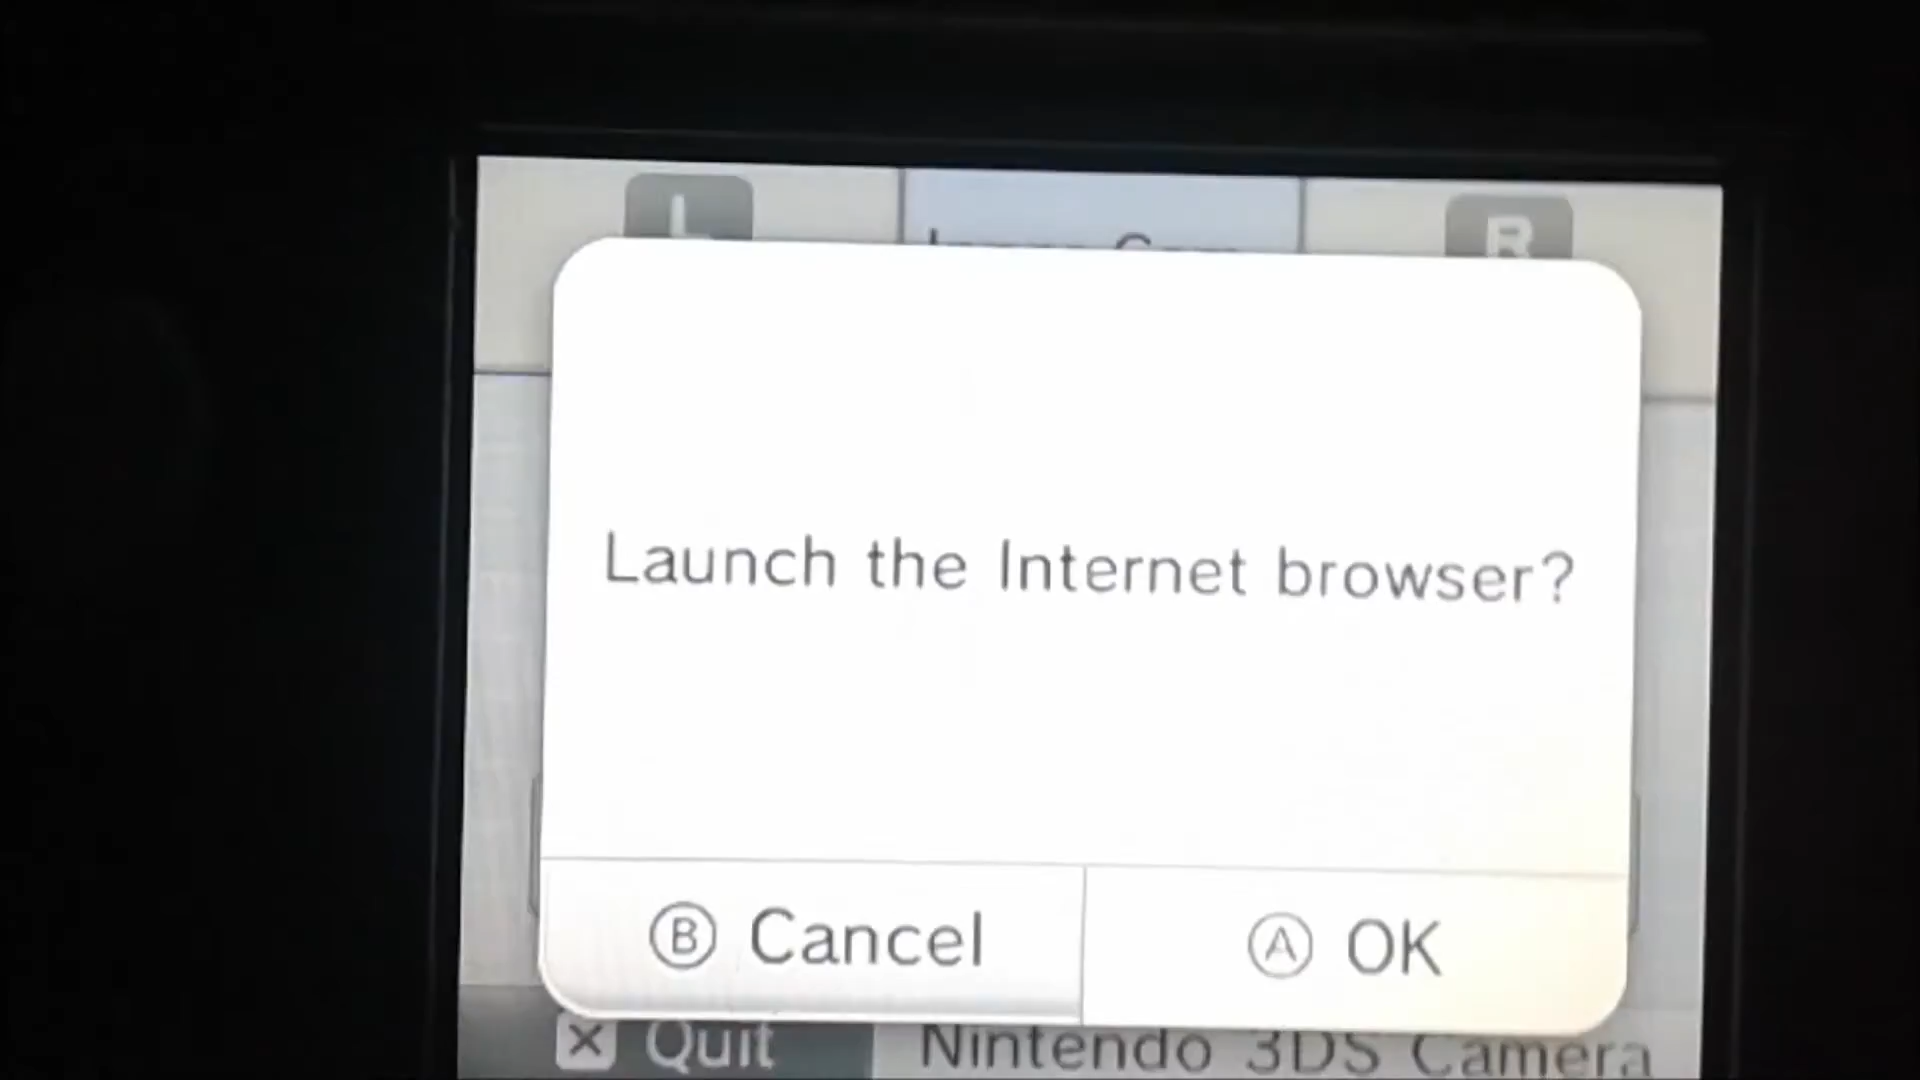 L
R
Launch the Internet browser?
B Cancel
A OK
X Quit
Nintendo 3DS Camera